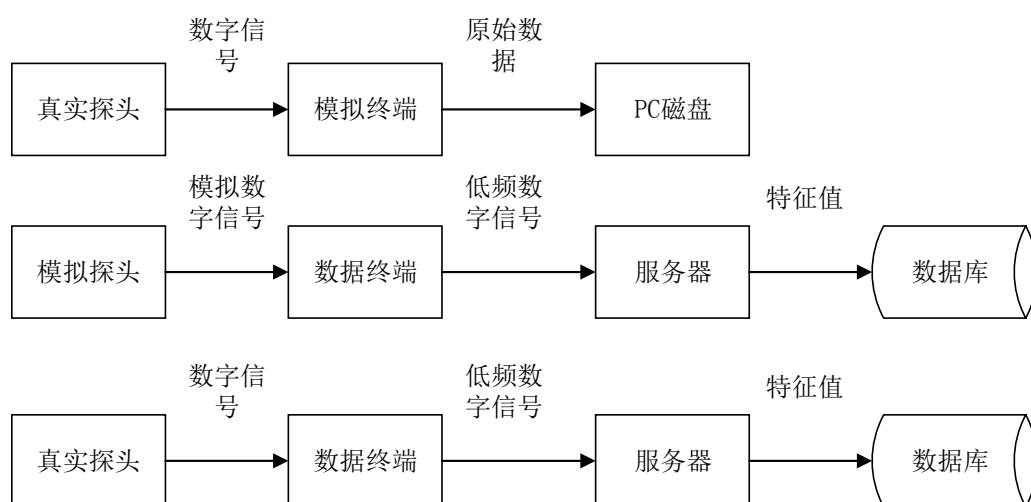 数字信
号
原始数
据
真实探头
模拟终端
PC磁盘
模拟数
字信号
低频数
字信号
特征值
模拟探头
数据终端
服务器
数据库
数字信
号
低频数
字信号
特征值
真实探头
数据终端
服务器
数据库